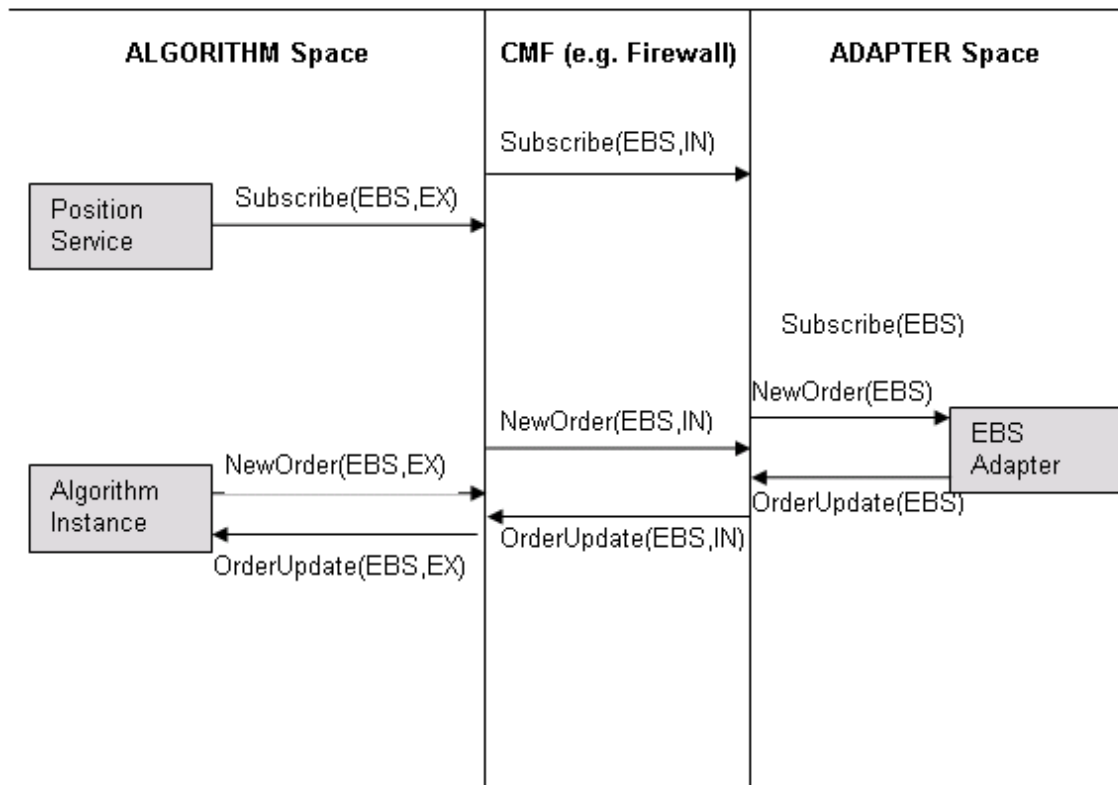 ALGORITHM Space
CMF (e.g. Firewall)
ADAPTER Space
Subscribe(EBS,IN)
Subscribe(EBS,EX)
Position
Service
Subscribe(EBS)
NewOrder(EBS)
NewOrder(EBS,IN)
EBS
Adapter
NewOrder(EBS,EX)
Algorithm
Instance
OrderUpdate(EBS)
OrderUpdate(EBS,IN)
OrderUpdate(EBS,EX)